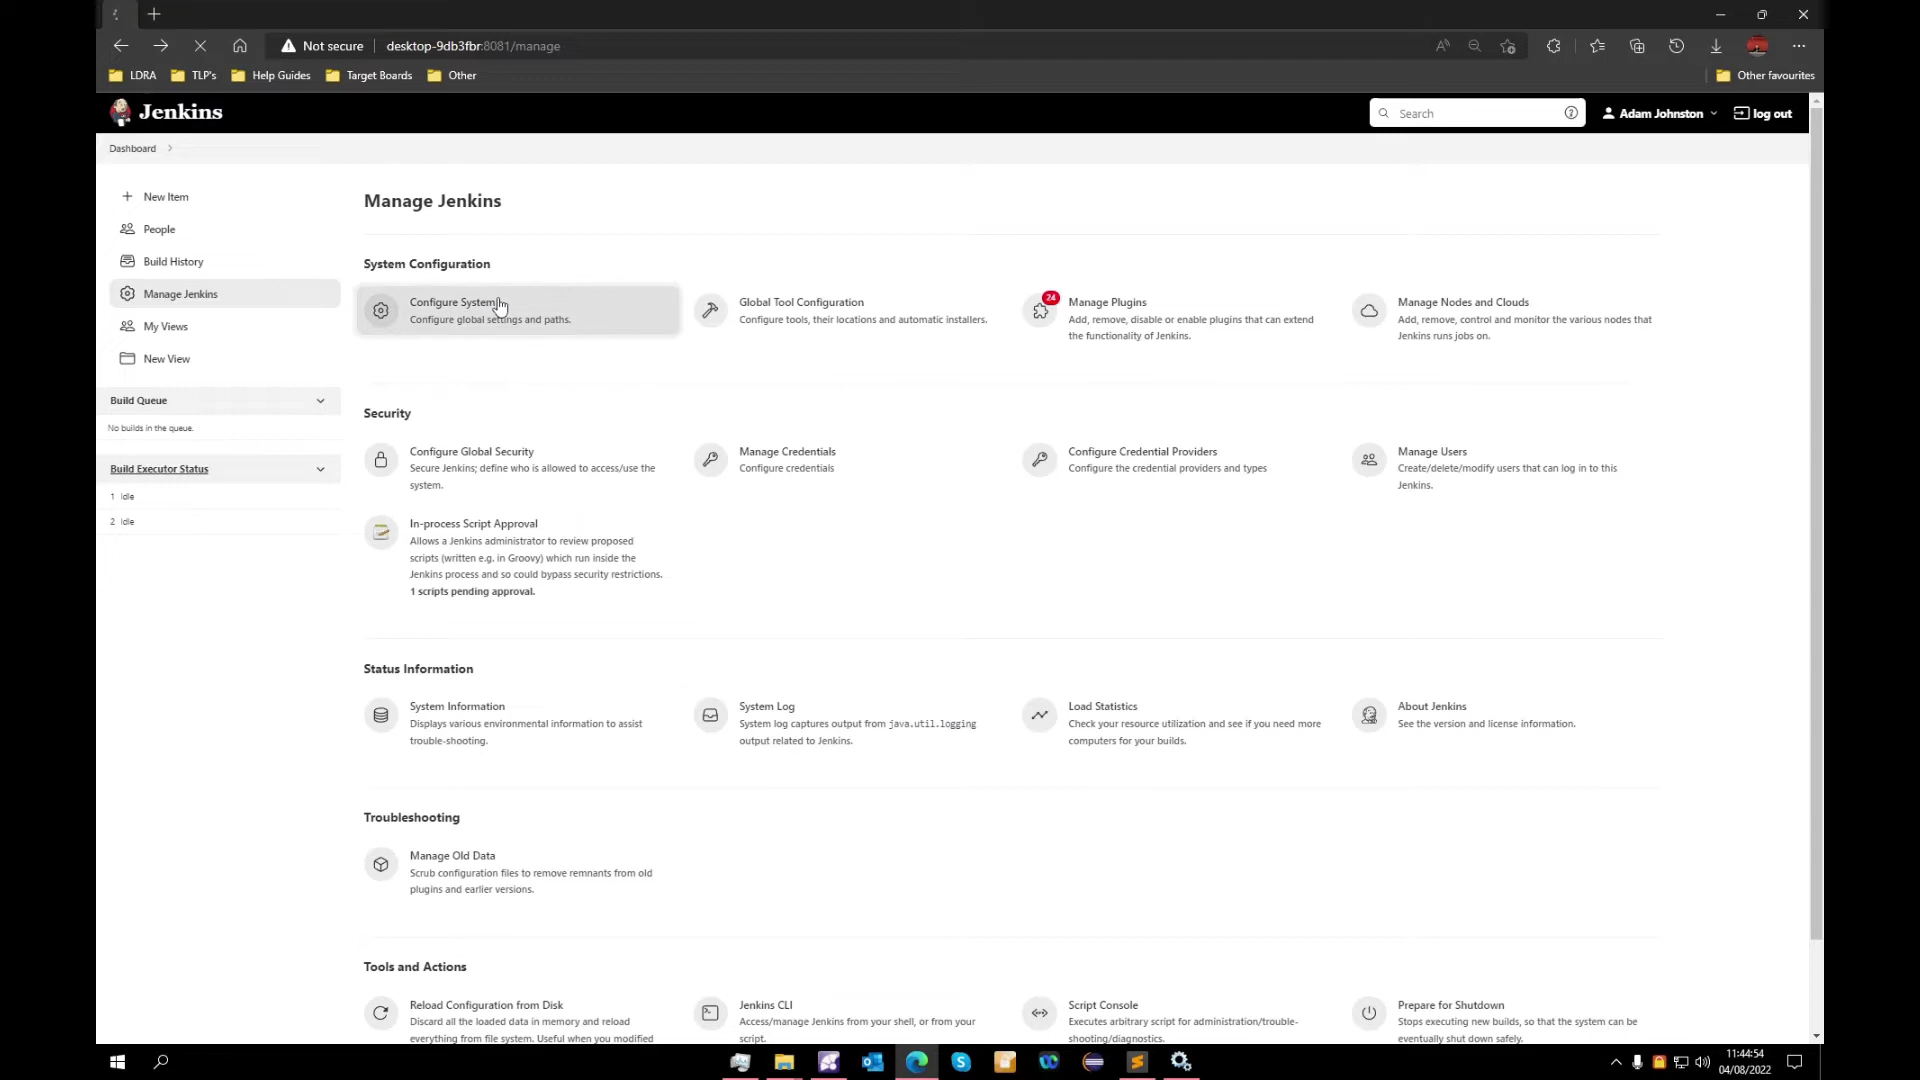 Not secure
desktop-9db3fbr:8081/manage
LDRA
TLP's
Help Guides
Target Boards
Other
Other favourites
Jenkins
Search
Adam Johnston
log out
Dashboard
New Item
People
Build History
Manage Jenkins
My Views
New View
Build Queue
No builds in the queue.
Build Executor Status
1 Idle
2 Idle
Manage Jenkins
System Configuration
Configure System
Configure global settings and paths.
Global Tool Configuration
Configure tools, their locations and automatic installers.
24
Manage Plugins
Add, remove, disable or enable plugins that can extend
the functionality of Jenkins.
Manage Nodes and Clouds
Add, remove, control and monitor the various nodes that
Jenkins runs jobs on.
Security
Configure Global Security
Secure Jenkins; define who is allowed to access/use the
system.
Manage Credentials
Configure credentials
Configure Credential Providers
Configure the credential providers and types
Manage Users
Create/delete/modify users that can log in to this
Jenkins.
In-process Script Approval
Allows a Jenkins administrator to review proposed
scripts (written e.g. in Groovy) which run inside the
Jenkins process and so could bypass security restrictions.
1 scripts pending approval.
Status Information
System Information
Displays various environmental information to assist
trouble-shooting.
System Log
System log captures output from java.util.logging
output related to Jenkins.
Load Statistics
Check your resource utilization and see if you need more
computers for your builds.
About Jenkins
See the version and license information.
Troubleshooting
Manage Old Data
Scrub configuration files to remove remnants from old
plugins and earlier versions.
Tools and Actions
Reload Configuration from Disk
Discard all the loaded data in memory and reload
everything from file system. Useful when you modified
Jenkins CLI
Access/manage Jenkins from your shell, or from your
script.
Script Console
Executes arbitrary script for administration/trouble-
shooting/diagnostics.
Prepare for Shutdown
Stops executing new builds, so that the system can be
eventually shut down safely.
11:44:54
04/08/2022